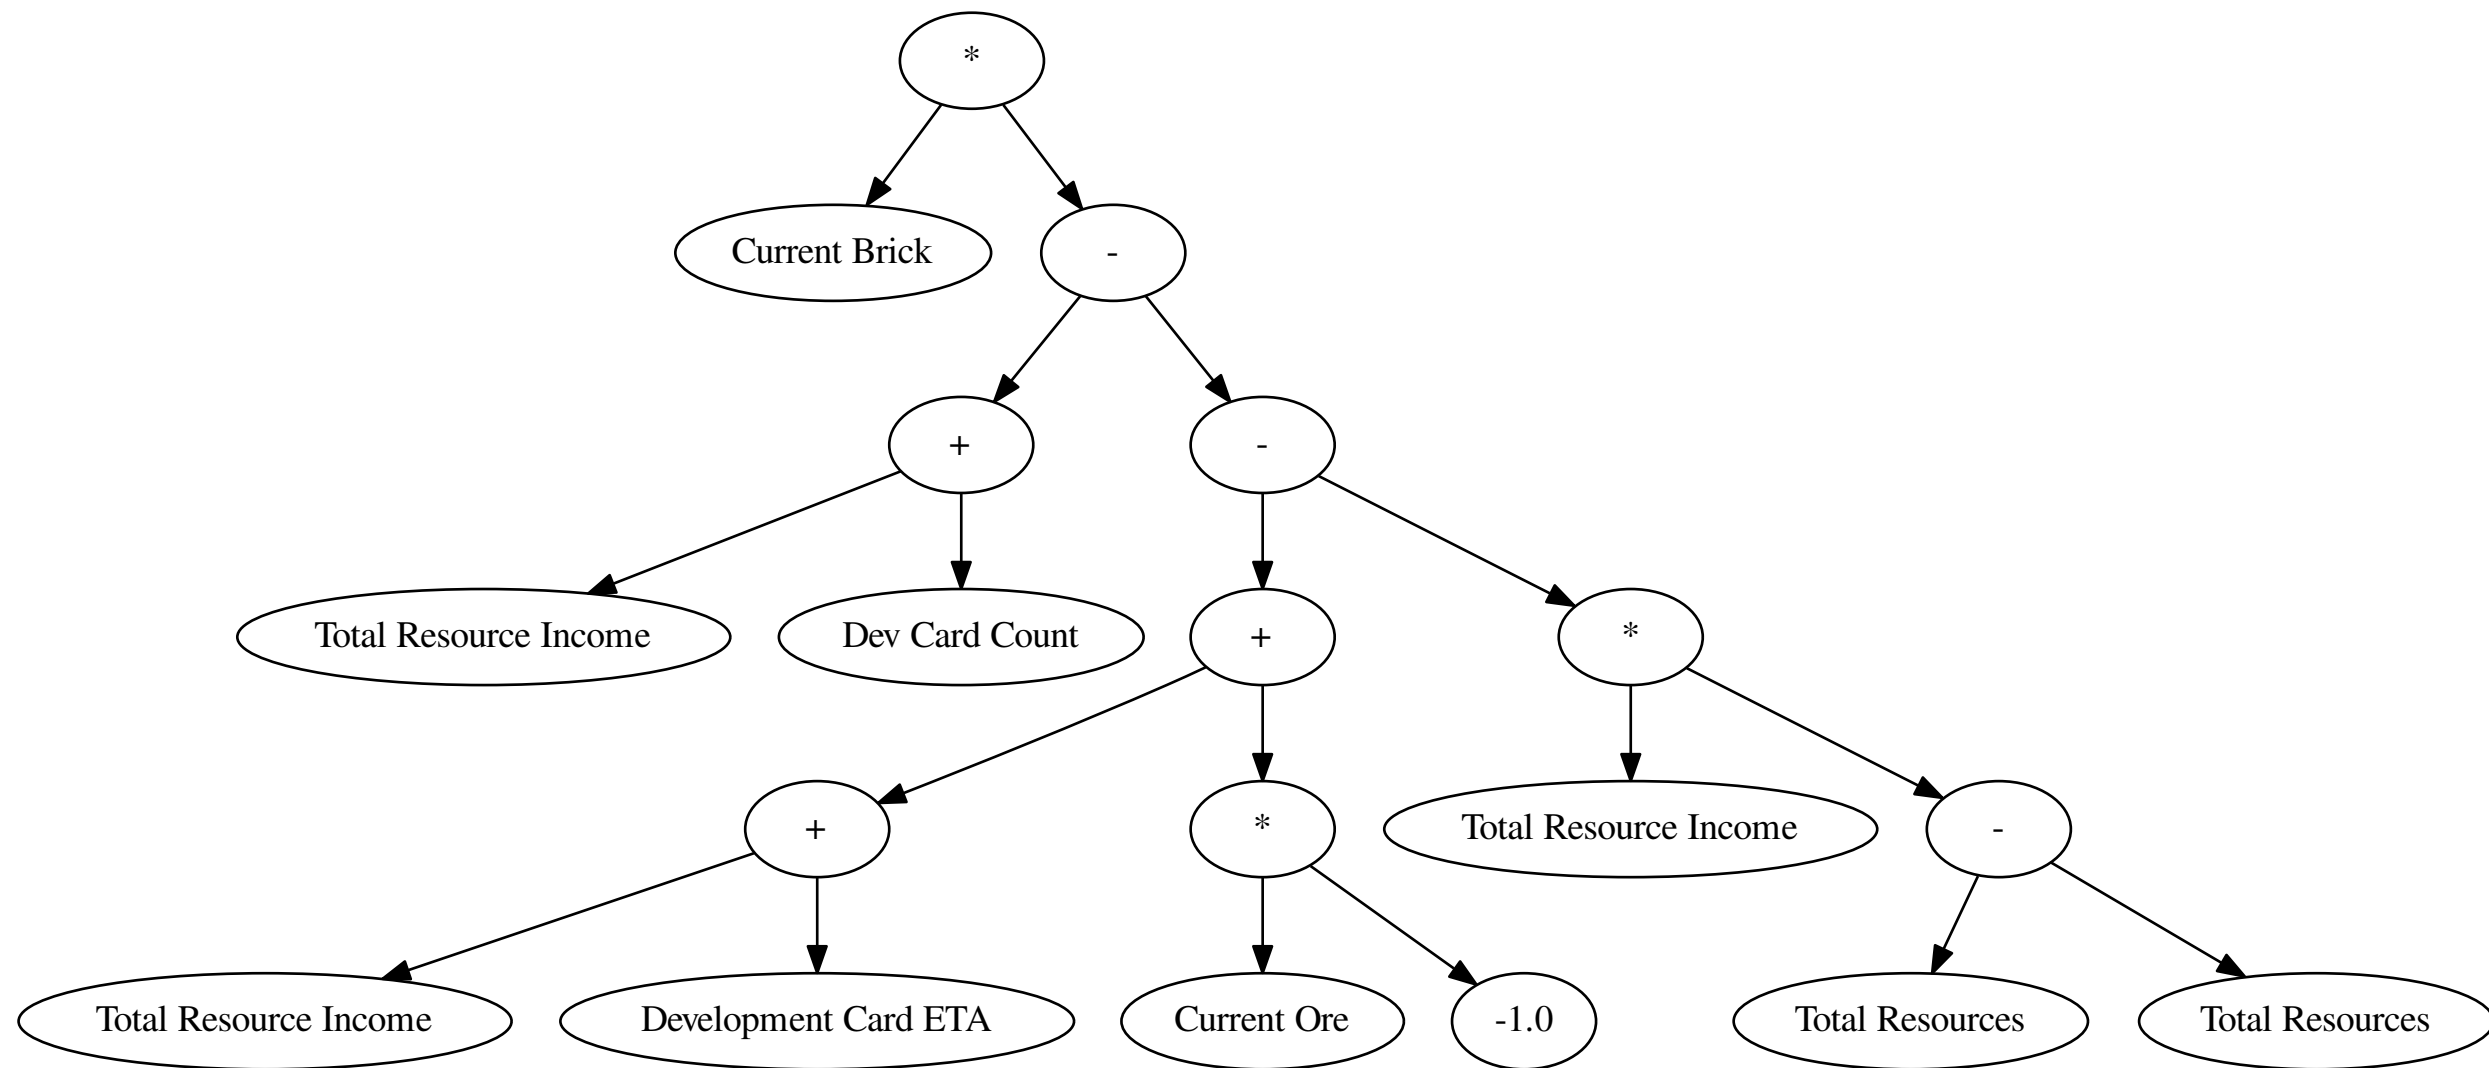 *
Current Brick
-
+
-
Total Resource Income
Dev Card Count
+
*
+
*
Total Resource Income
-
Total Resource Income
Development Card ETA
Current Ore
-1.0
Total Resources
Total Resources